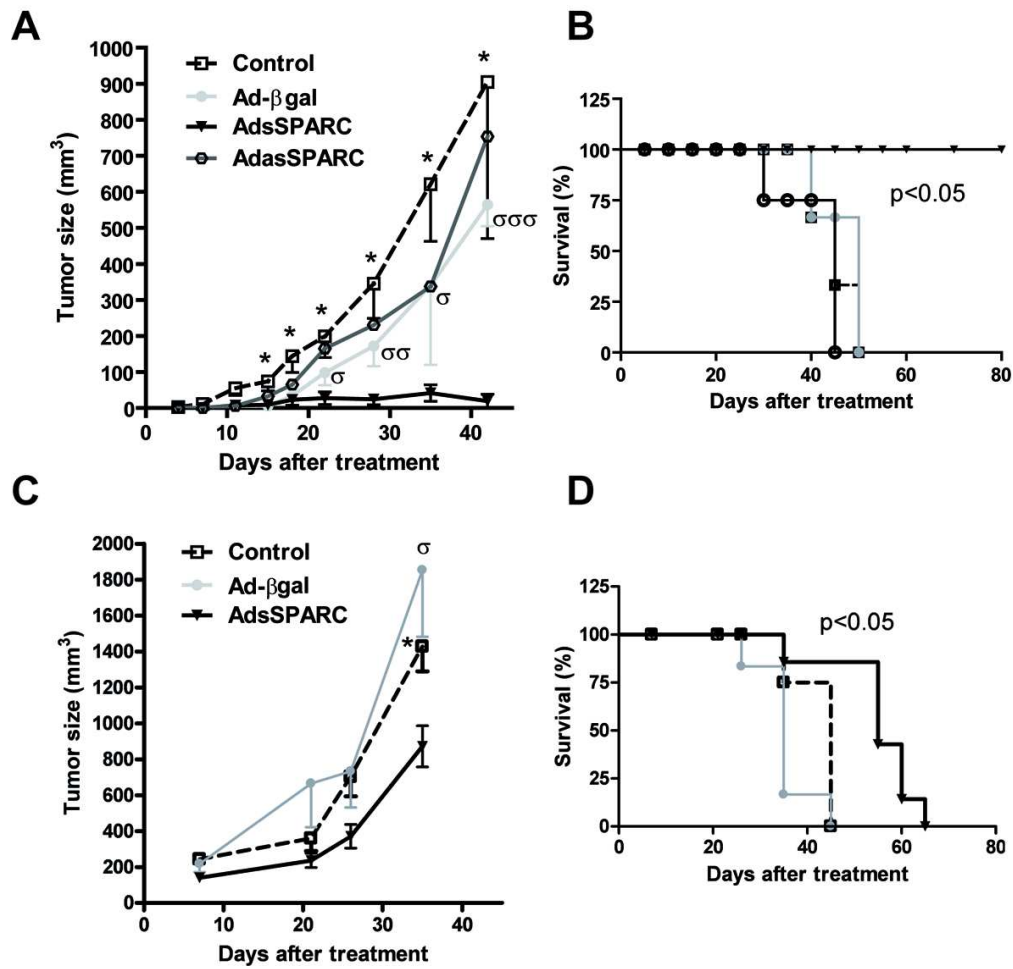 A
Tumor size (mm³)
1000
900
800
700
600
500
400
300
200
100
0
0 10 20 30 40
Days after treatment
Control
Ad-βgal
AdsSPARC
AdasSPARC
* * * * * * *
σ
σσ
σ
σσσ
B
Survival (%)
125
100
75
50
25
0
0 20 40 60 80
Days after treatment
p<0.05
C
Tumor size (mm³)
2000
1800
1600
1400
1200
1000
800
600
400
200
0
0 10 20 30 40
Days after treatment
Control
Ad-βgal
AdsSPARC
σ
*
D
Survival (%)
125
100
75
50
25
0
0 20 40 60 80
Days after treatment
p<0.05